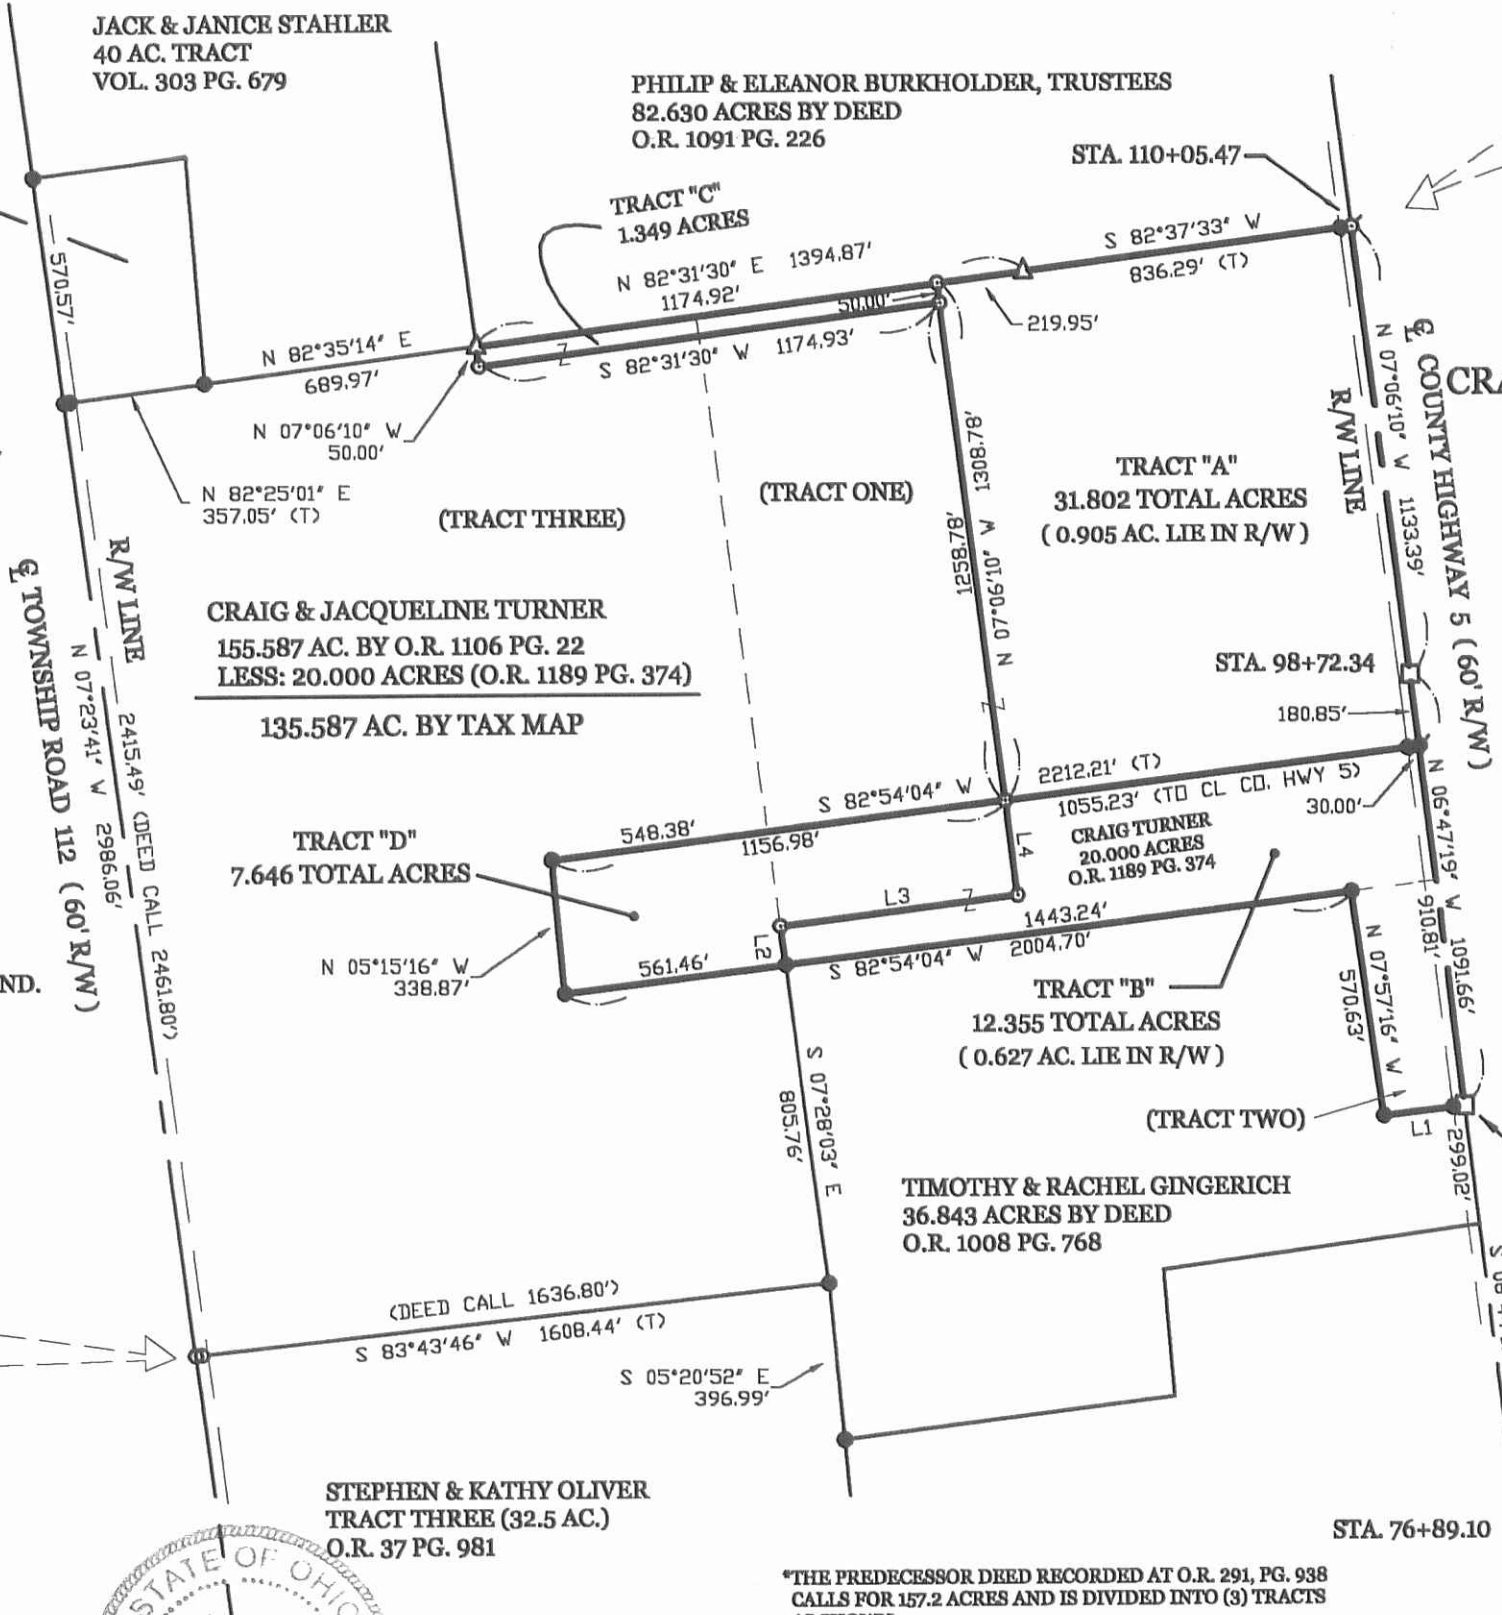 JACK & JANICE STAHLER
40 AC. TRACT
VOL. 303 PG. 679
PHILIP & ELEANOR BURKHOLDER, TRUSTEES
82.630 ACRES BY DEED
O.R. 1091 PG. 226
STA. 110+05.47
TRACT "C"
1.349 ACRES
N 82°31'30" E 1394.87'
1174.92'
50.00'
S 82°37'33" W
836.29' (T)
219.95'
570.57'
N 82°35'14" E
689.97'
S 82°31'30" W 1174.93'
N 07°06'10" W
50.00'
N 82°25'01" E
357.05' (T)
(TRACT THREE)
(TRACT ONE)
1308.78'
1258.78'
N 07°06'10" W
TRACT "A"
31.802 TOTAL ACRES
( 0.905 AC. LIE IN R/W )
R/W LINE
N 07°06'10" W 1133.39'
℄ COUNTY HIGHWAY 5 ( 60' R/W )
CRA
R/W LINE
℄ TOWNSHIP ROAD 112 ( 60' R/W )
N 07°23'41" W 2986.06'
2415.49' (DEED CALL 2461.80')
CRAIG & JACQUELINE TURNER
155.587 AC. BY O.R. 1106 PG. 22
LESS: 20.000 ACRES (O.R. 1189 PG. 374)
135.587 AC. BY TAX MAP
STA. 98+72.34
180.85'
S 82°54'04" W
2212.21' (T)
1055.23' (TO CL CO. HWY 5)
30.00'
548.38'
1156.98'
TRACT "D"
7.646 TOTAL ACRES
CRAIG TURNER
20.000 ACRES
O.R. 1189 PG. 374
L4
L3
L2
N 06°47'19" W 1091.66'
910.81'
1443.24'
S 82°54'04" W 2004.70'
561.46'
N 05°15'16" W
338.87'
ND.
TRACT "B"
12.355 TOTAL ACRES
( 0.627 AC. LIE IN R/W )
N 07°57'16" W
570.63'
(TRACT TWO)
L1
299.02'
S 07°28'03" E
805.76'
TIMOTHY & RACHEL GINGERICH
36.843 ACRES BY DEED
O.R. 1008 PG. 768
(DEED CALL 1636.80')
S 83°43'46" W 1608.44' (T)
S 05°20'52" E
396.99'
STEPHEN & KATHY OLIVER
TRACT THREE (32.5 AC.)
O.R. 37 PG. 981
STATE OF OHIO
STA. 76+89.10
*THE PREDECESSOR DEED RECORDED AT O.R. 291, PG. 938
CALLS FOR 157.2 ACRES AND IS DIVIDED INTO (3) TRACTS